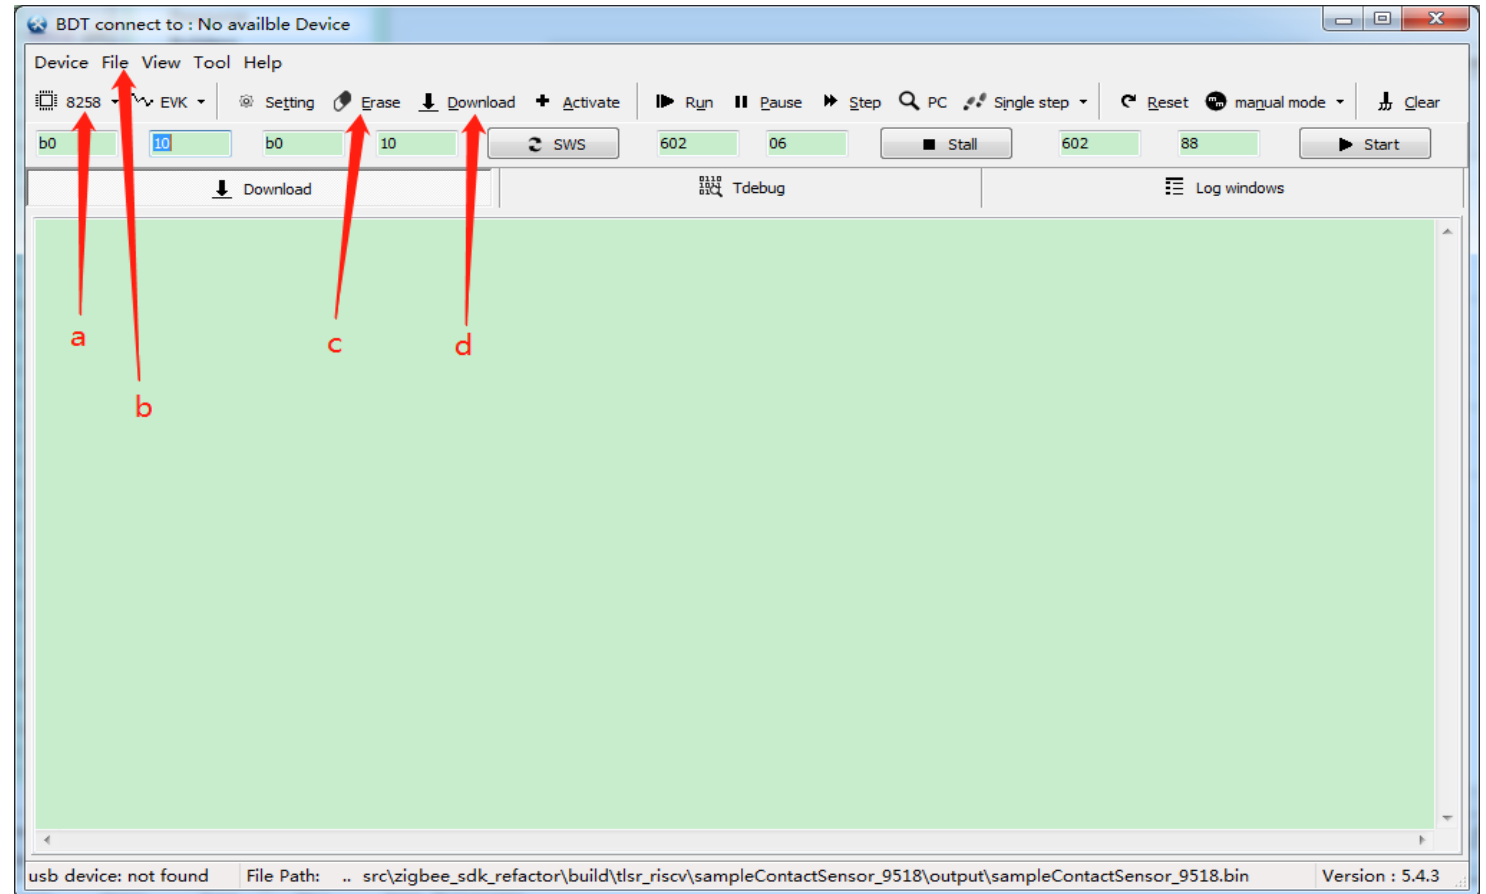 BDT connect to : No availble Device
Device File View Tool Help
8258 EVK Setting Erase Download Activate Run Pause Step PC Single step Reset manual mode Clear
b0 10 b0 10 SWS 602 06 Stall 602 88 Start
Download Tdebug Log windows
a
c
d
b
usb device: not found File Path: .. src\zigbee_sdk_refactor\build\tlsr_riscv\sampleContactSensor_9518\output\sampleContactSensor_9518.bin Version : 5.4.3